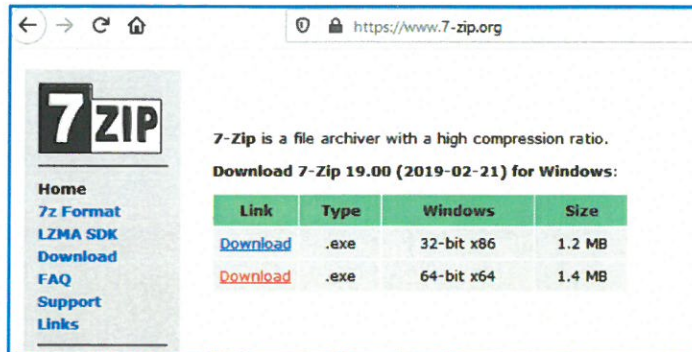 https://www.7-zip.org
7 ZIP
7-Zip is a file archiver with a high compression ratio.
Download 7-Zip 19.00 (2019-02-21) for Windows:
Home
7z Format
LZMA SDK
Download
FAQ
Support
Links
Link Type Windows Size
Download .exe 32-bit x86 1.2 MB
Download .exe 64-bit x64 1.4 MB